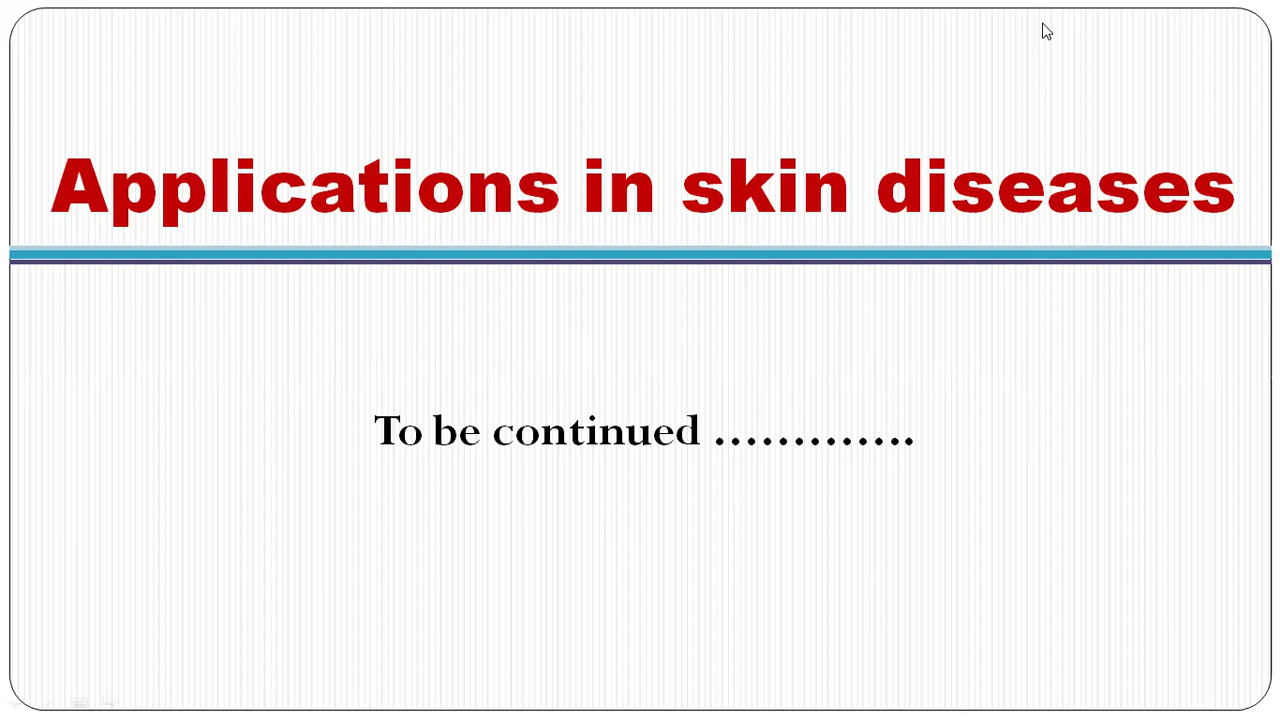 Applications in skin diseases
To be continued .............